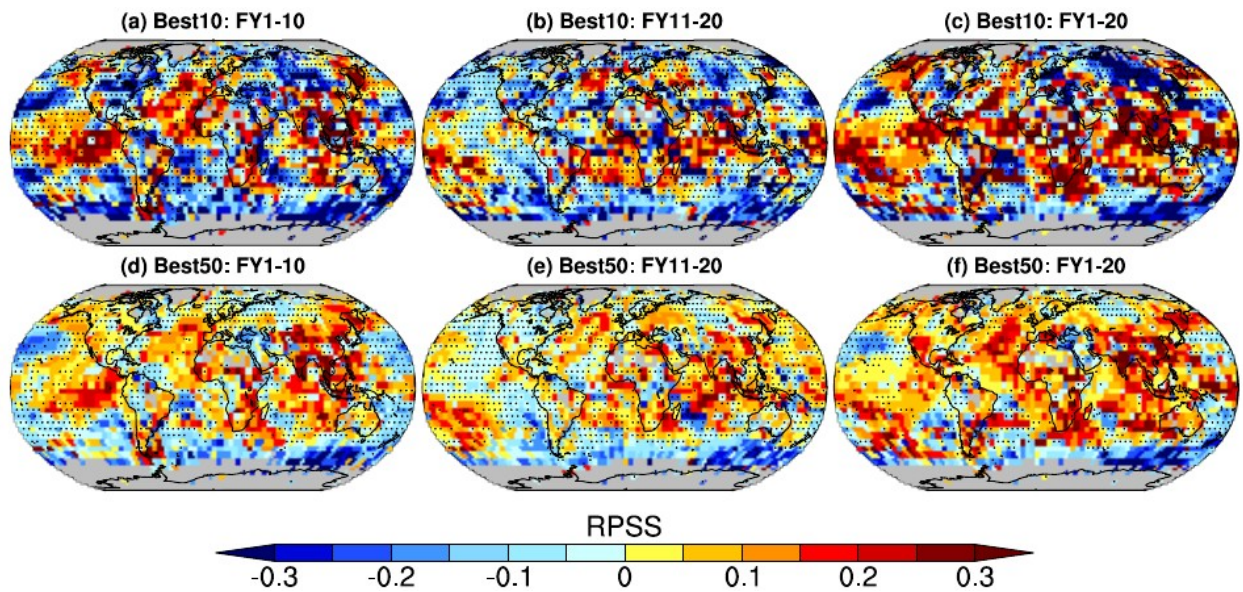 (a) Best10: FY1-10
(b) Best10: FY11-20
(c) Best10: FY1-20
(d) Best50: FY1-10
(e) Best50: FY11-20
(f) Best50: FY1-20
RPSS
-0.3 -0.2 -0.1 0 0.1 0.2 0.3